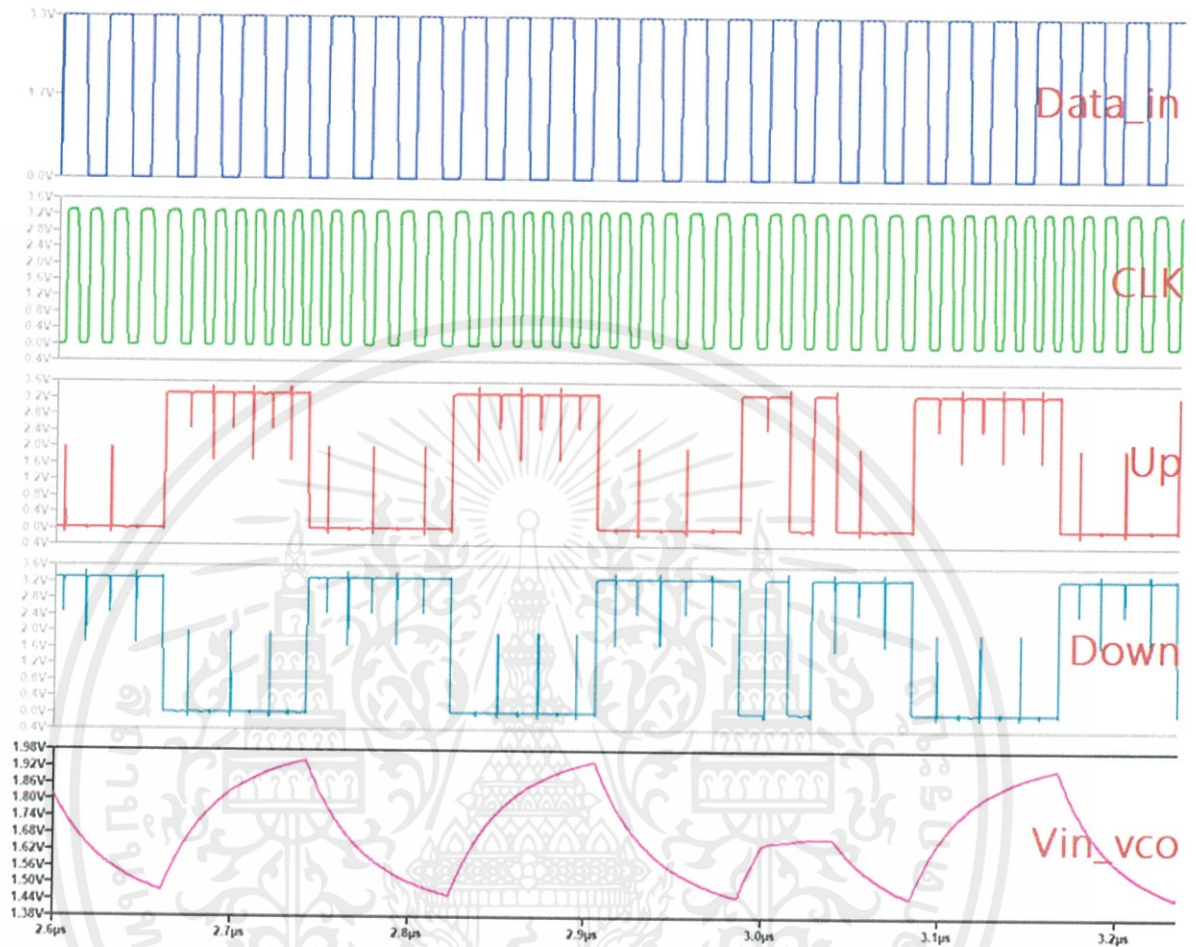 3.3V
1.7V
0.0V
Data_in
3.6V
3.2V
2.8V
2.4V
2.0V
1.6V
1.2V
0.8V
0.4V
0.0V
0.4V
CLK
3.6V
3.2V
2.8V
2.4V
2.0V
1.6V
1.2V
0.8V
0.4V
0.0V
0.4V
Up
3.6V
3.2V
2.8V
2.4V
2.0V
1.6V
1.2V
0.8V
0.4V
0.0V
0.4V
Down
1.98V
1.92V
1.86V
1.80V
1.74V
1.68V
1.62V
1.56V
1.50V
1.44V
1.38V
Vin_vco
2.6µs 2.7µs 2.8µs 2.9µs 3.0µs 3.1µs 3.2µs